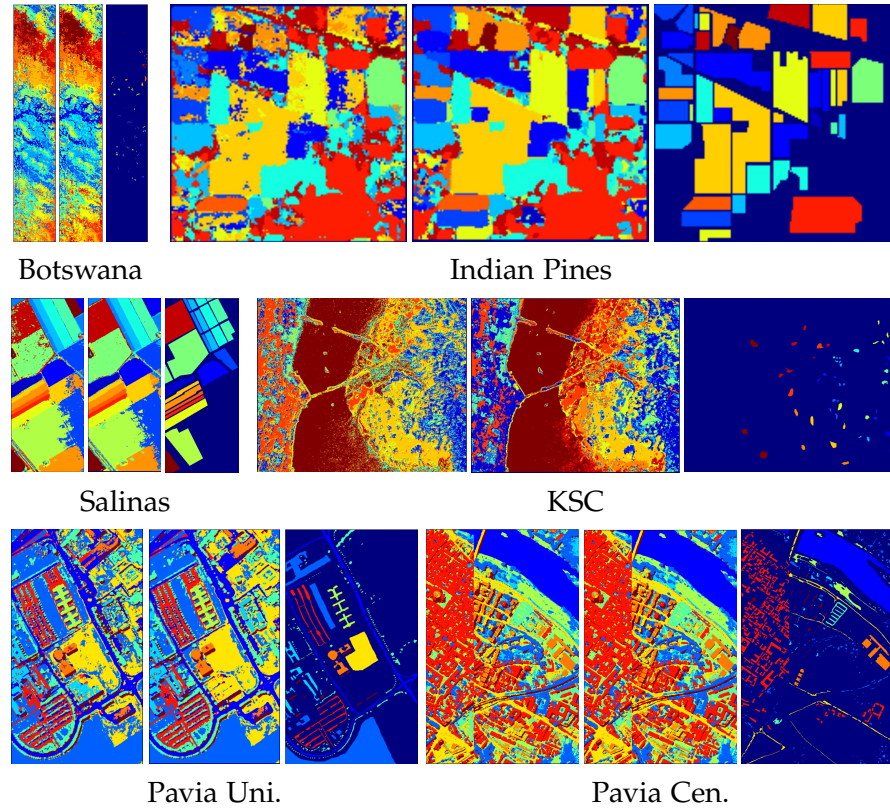 Botswana
Indian Pines
Salinas
KSC
Pavia Uni.
Pavia Cen.